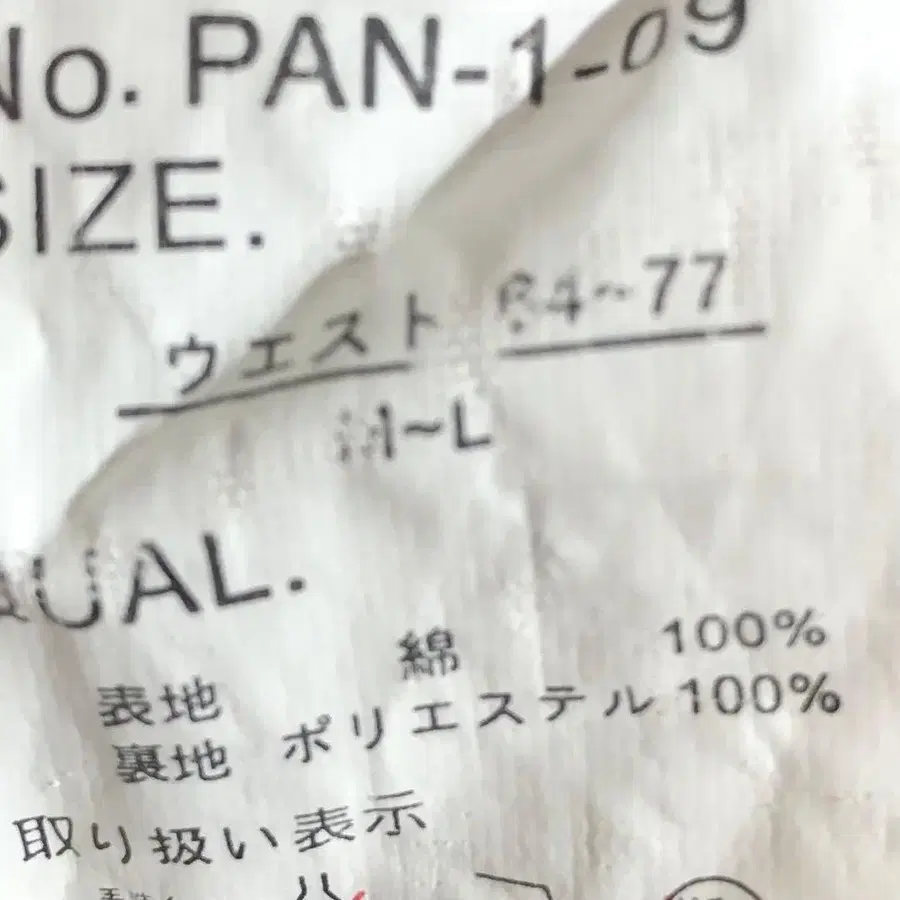 No. PAN-1-09
SIZE.
ウエスト 64~77
M~L
QUAL.
表地 綿 100%
裏地 ポリエステル 100%
取り扱い表示